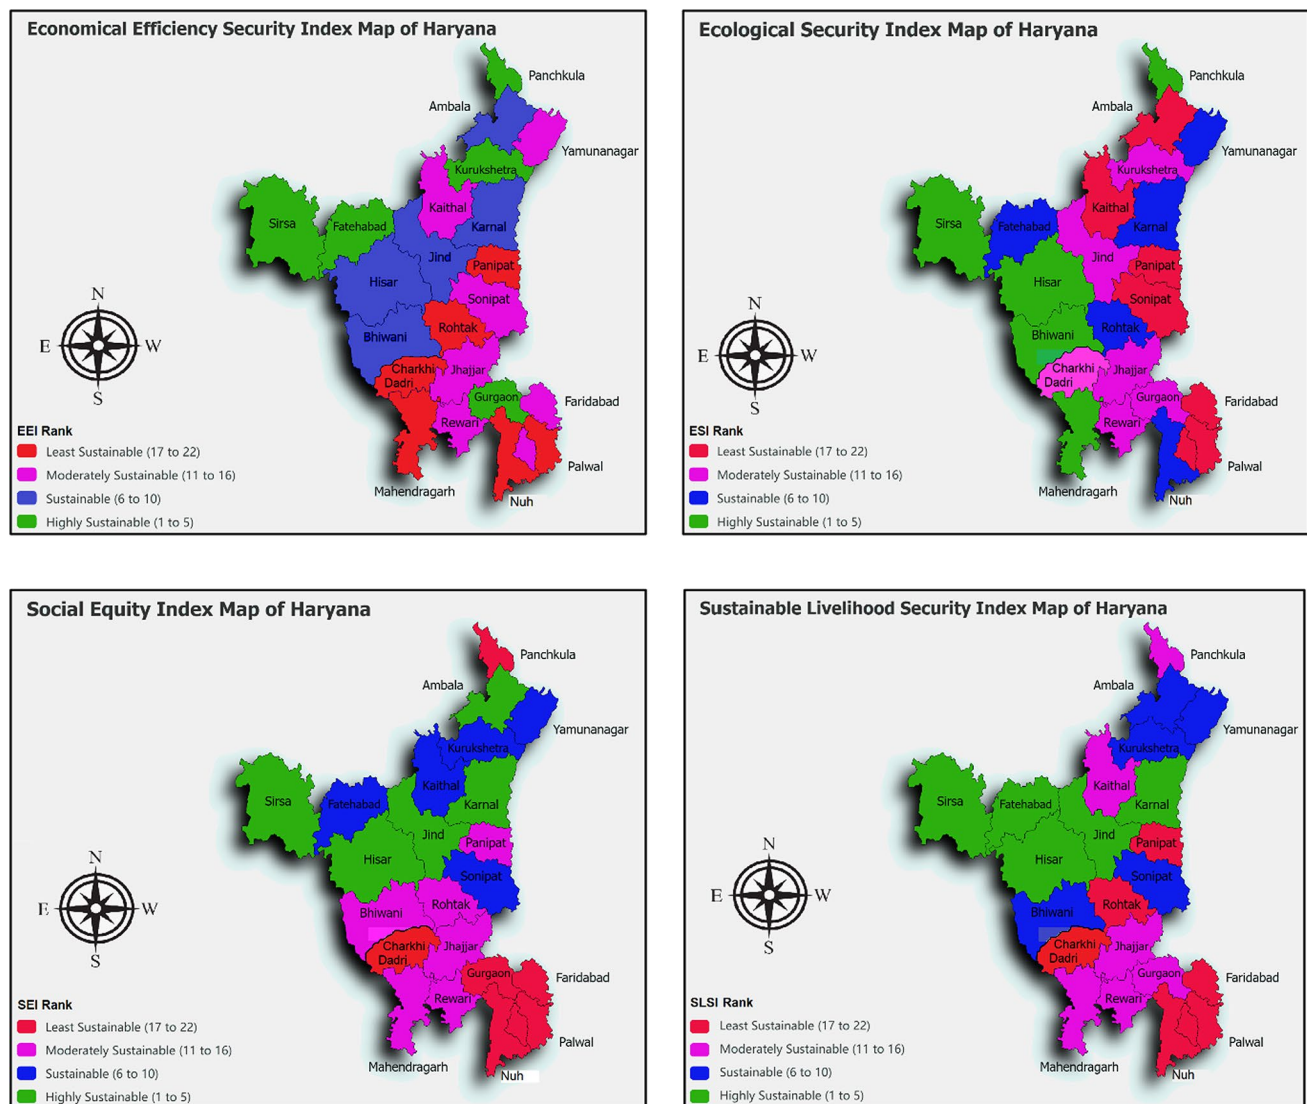 Economical Efficiency Security Index Map of Haryana
Panchkula
Ambala
Yamunanagar
Kurukshetra
Kaithal
Sirsa
Fatehabad
Karnal
Jind
Panipat
Hisar
Sonipat
Rohtak
Bhiwani
Charkhi
Dadri
Jhajjar
Gurgaon
Faridabad
Rewari
Palwal
Mahendragarh
Nuh
N
E
W
S
EEI Rank
Least Sustainable (17 to 22)
Moderately Sustainable (11 to 16)
Sustainable (6 to 10)
Highly Sustainable (1 to 5)
Ecological Security Index Map of Haryana
Panchkula
Ambala
Yamunanagar
Kurukshetra
Kaithal
Sirsa
Fatehabad
Karnal
Jind
Panipat
Hisar
Sonipat
Rohtak
Bhiwani
Charkhi
Dadri
Jhajjar
Gurgaon
Faridabad
Rewari
Palwal
Mahendragarh
Nuh
N
E
W
S
ESI Rank
Least Sustainable (17 to 22)
Moderately Sustainable (11 to 16)
Sustainable (6 to 10)
Highly Sustainable (1 to 5)
Social Equity Index Map of Haryana
Panchkula
Ambala
Yamunanagar
Kurukshetra
Kaithal
Sirsa
Fatehabad
Karnal
Jind
Panipat
Hisar
Sonipat
Rohtak
Bhiwani
Charkhi
Dadri
Jhajjar
Gurgaon
Faridabad
Rewari
Palwal
Mahendragarh
Nuh
N
E
W
S
SEI Rank
Least Sustainable (17 to 22)
Moderately Sustainable (11 to 16)
Sustainable (6 to 10)
Highly Sustainable (1 to 5)
Sustainable Livelihood Security Index Map of Haryana
Panchkula
Ambala
Yamunanagar
Kurukshetra
Kaithal
Sirsa
Fatehabad
Karnal
Jind
Panipat
Hisar
Sonipat
Rohtak
Bhiwani
Charkhi
Dadri
Jhajjar
Gurgaon
Faridabad
Rewari
Palwal
Mahendragarh
Nuh
N
E
W
S
SLSI Rank
Least Sustainable (17 to 22)
Moderately Sustainable (11 to 16)
Sustainable (6 to 10)
Highly Sustainable (1 to 5)